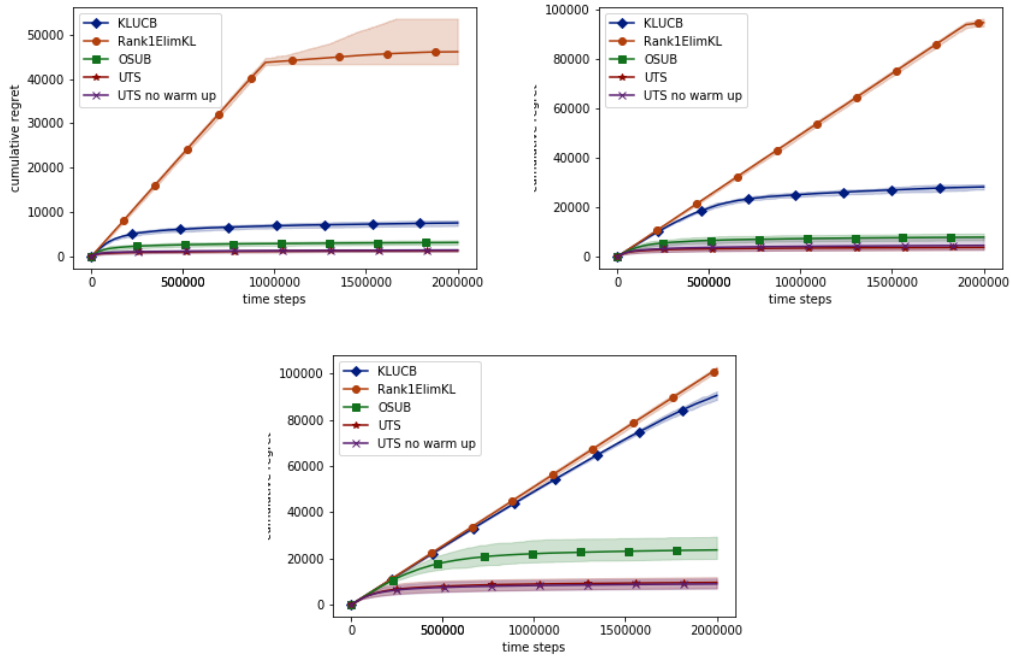 KLUCB
Rank1ElimKL
OSUB
UTS
UTS no warm up
50000
40000
30000
20000
10000
0
cumulative regret
0
500000
1000000
1500000
2000000
time steps
KLUCB
Rank1ElimKL
OSUB
UTS
UTS no warm up
100000
80000
60000
40000
20000
0
cumulative regret
0
500000
1000000
1500000
2000000
time steps
KLUCB
Rank1ElimKL
OSUB
UTS
UTS no warm up
100000
80000
60000
40000
20000
0
0
500000
1000000
1500000
2000000
time steps